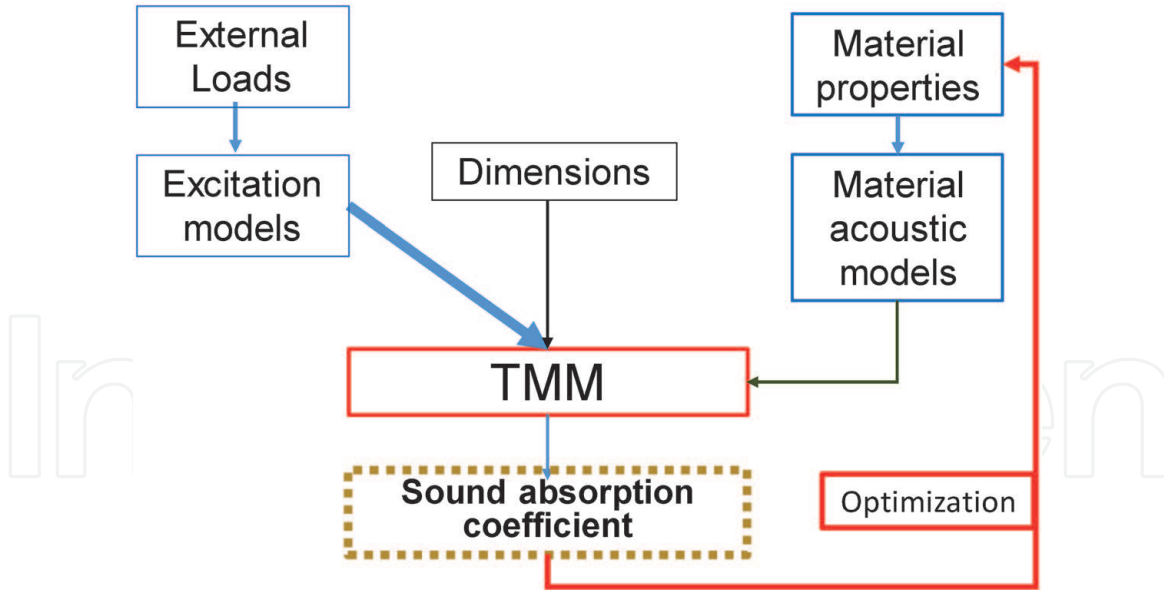 External
Loads
Material
properties
Excitation
models
Dimensions
Material
acoustic
models
TMM
Sound absorption
coefficient
Optimization